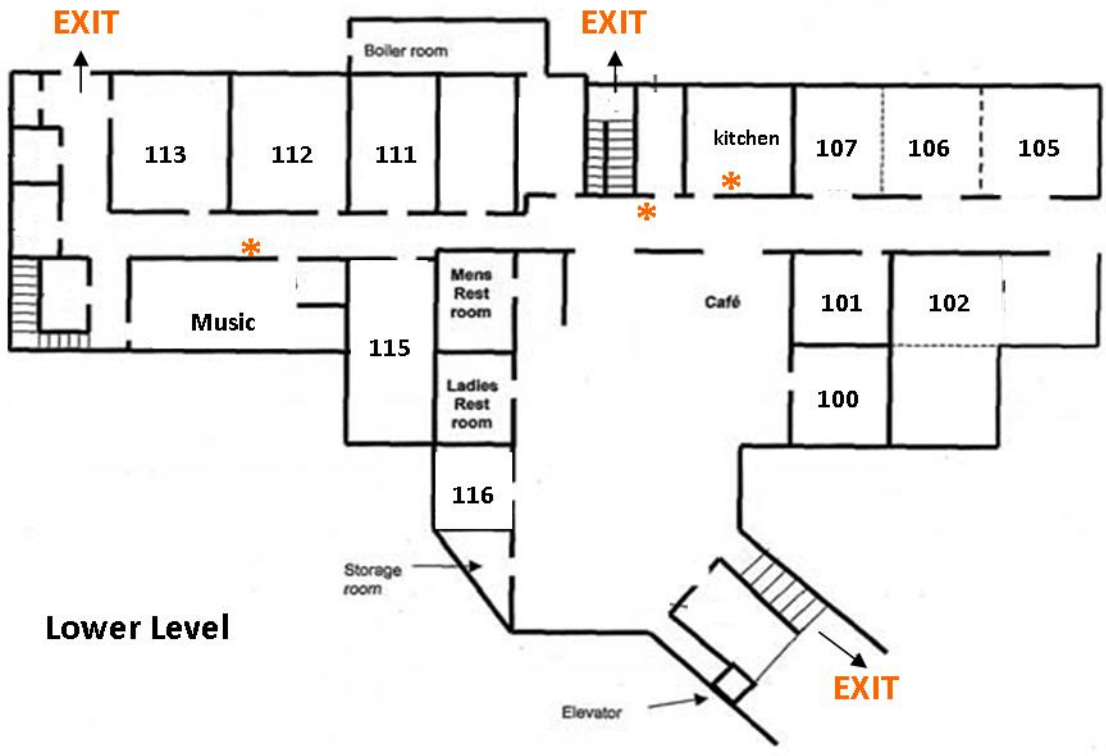 EXIT
EXIT
Boiler room
113
112
111
kitchen
107
106
105
*
*
*
Mens
Rest
room
Café
101
102
Music
115
Ladies
Rest
room
100
116
Storage
room
Lower Level
EXIT
Elevator